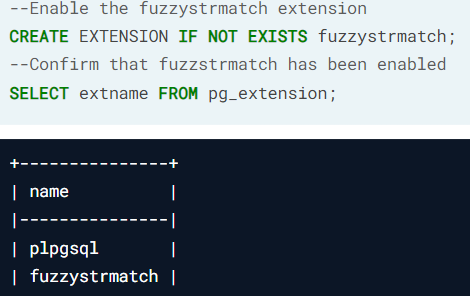 --Enable the fuzzystrmatch extension
CREATE EXTENSION IF NOT EXISTS fuzzystrmatch;
--Confirm that fuzzstrmatch has been enabled
SELECT extname FROM pg_extension;
+---------------+
| name          |
|---------------|
| plpgsql       |
| fuzzystrmatch |